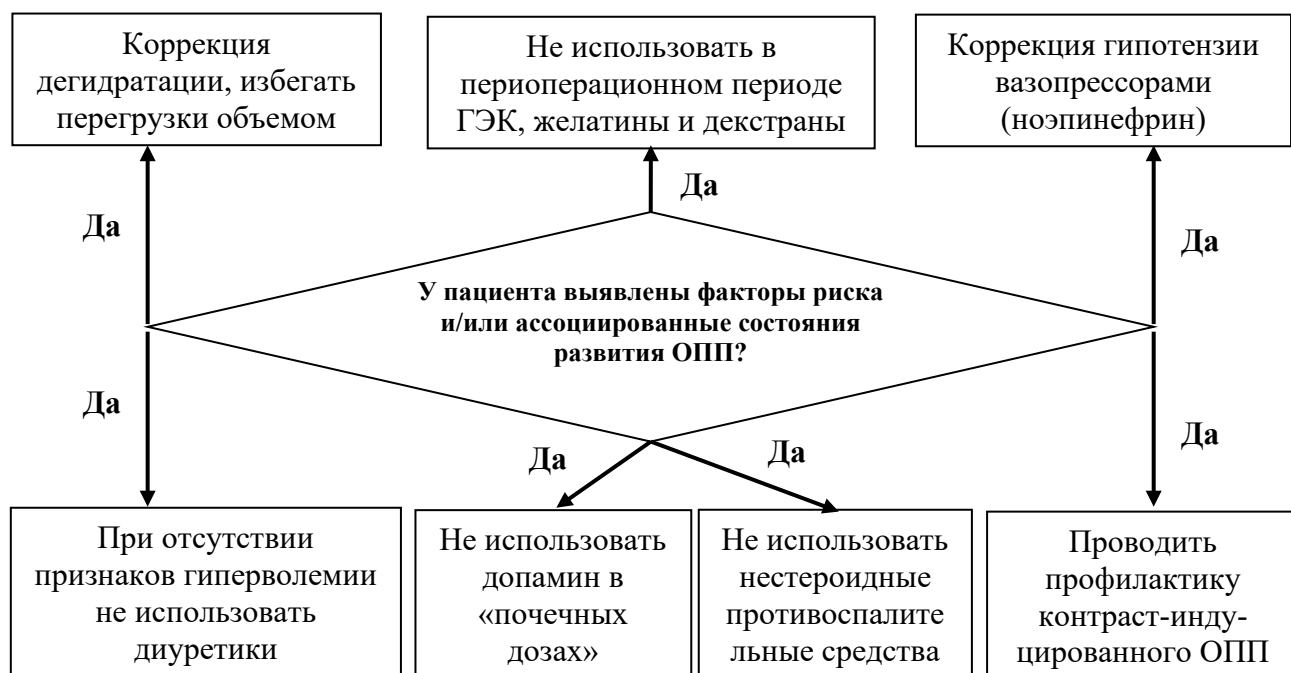 Коррекция
дегидратации, избегать
перегрузки объемом
Не использовать в
периоперационном периоде
ГЭК, желатины и декстраны
Коррекция гипотензии
вазопрессорами
(ноэпинефрин)
Да
Да
Да
У пациента выявлены факторы риска
и/или ассоциированные состояния
развития ОПП?
Да
Да
Да
Да
При отсутствии
признаков гиперволемии
не использовать
диуретики
Не использовать
допамин в
«почечных
дозах»
Не использовать
нестероидные
противоспалите
льные средства
Проводить
профилактику
контраст-инду-
цированного ОПП